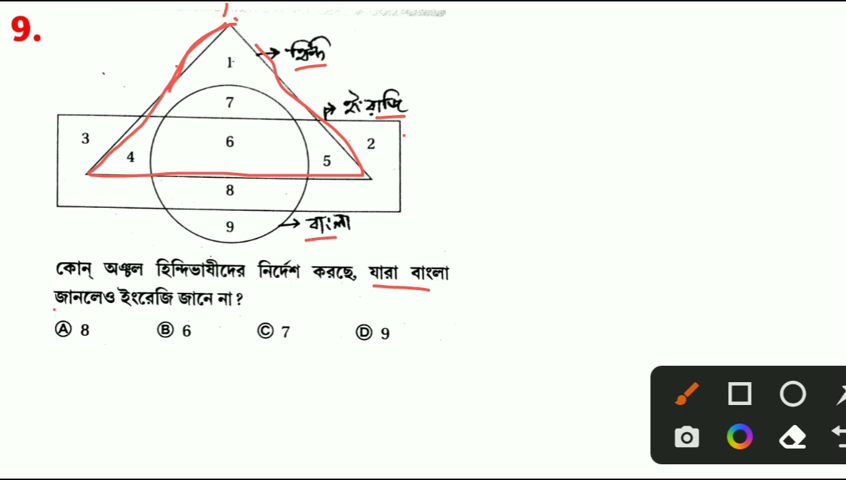 9.
1
→ হিন্দি
7
→ ইংরাজি
3
6
2
4
5
8
9
→ বাংলা
কোন্ অঞ্চল হিন্দিভাষীদের নির্দেশ করছে, যারা বাংলা
জানলেও ইংরেজি জানে না?
Ⓐ 8 Ⓑ 6 Ⓒ 7 Ⓓ 9